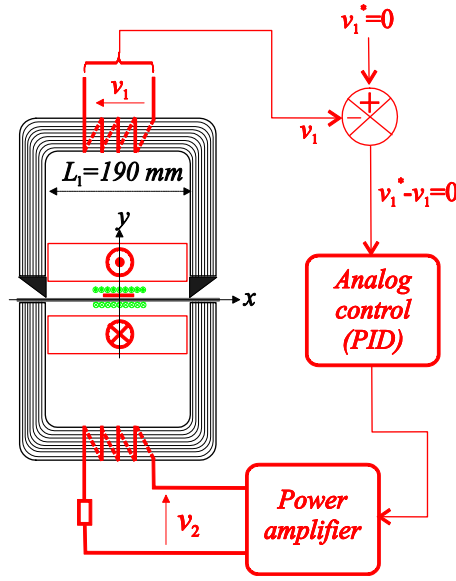 v₁*=0
v₁
+
−
v₁
L₁=190 mm
v₁*-v₁=0
y
x
Analog
control
(PID)
v₂
Power
amplifier